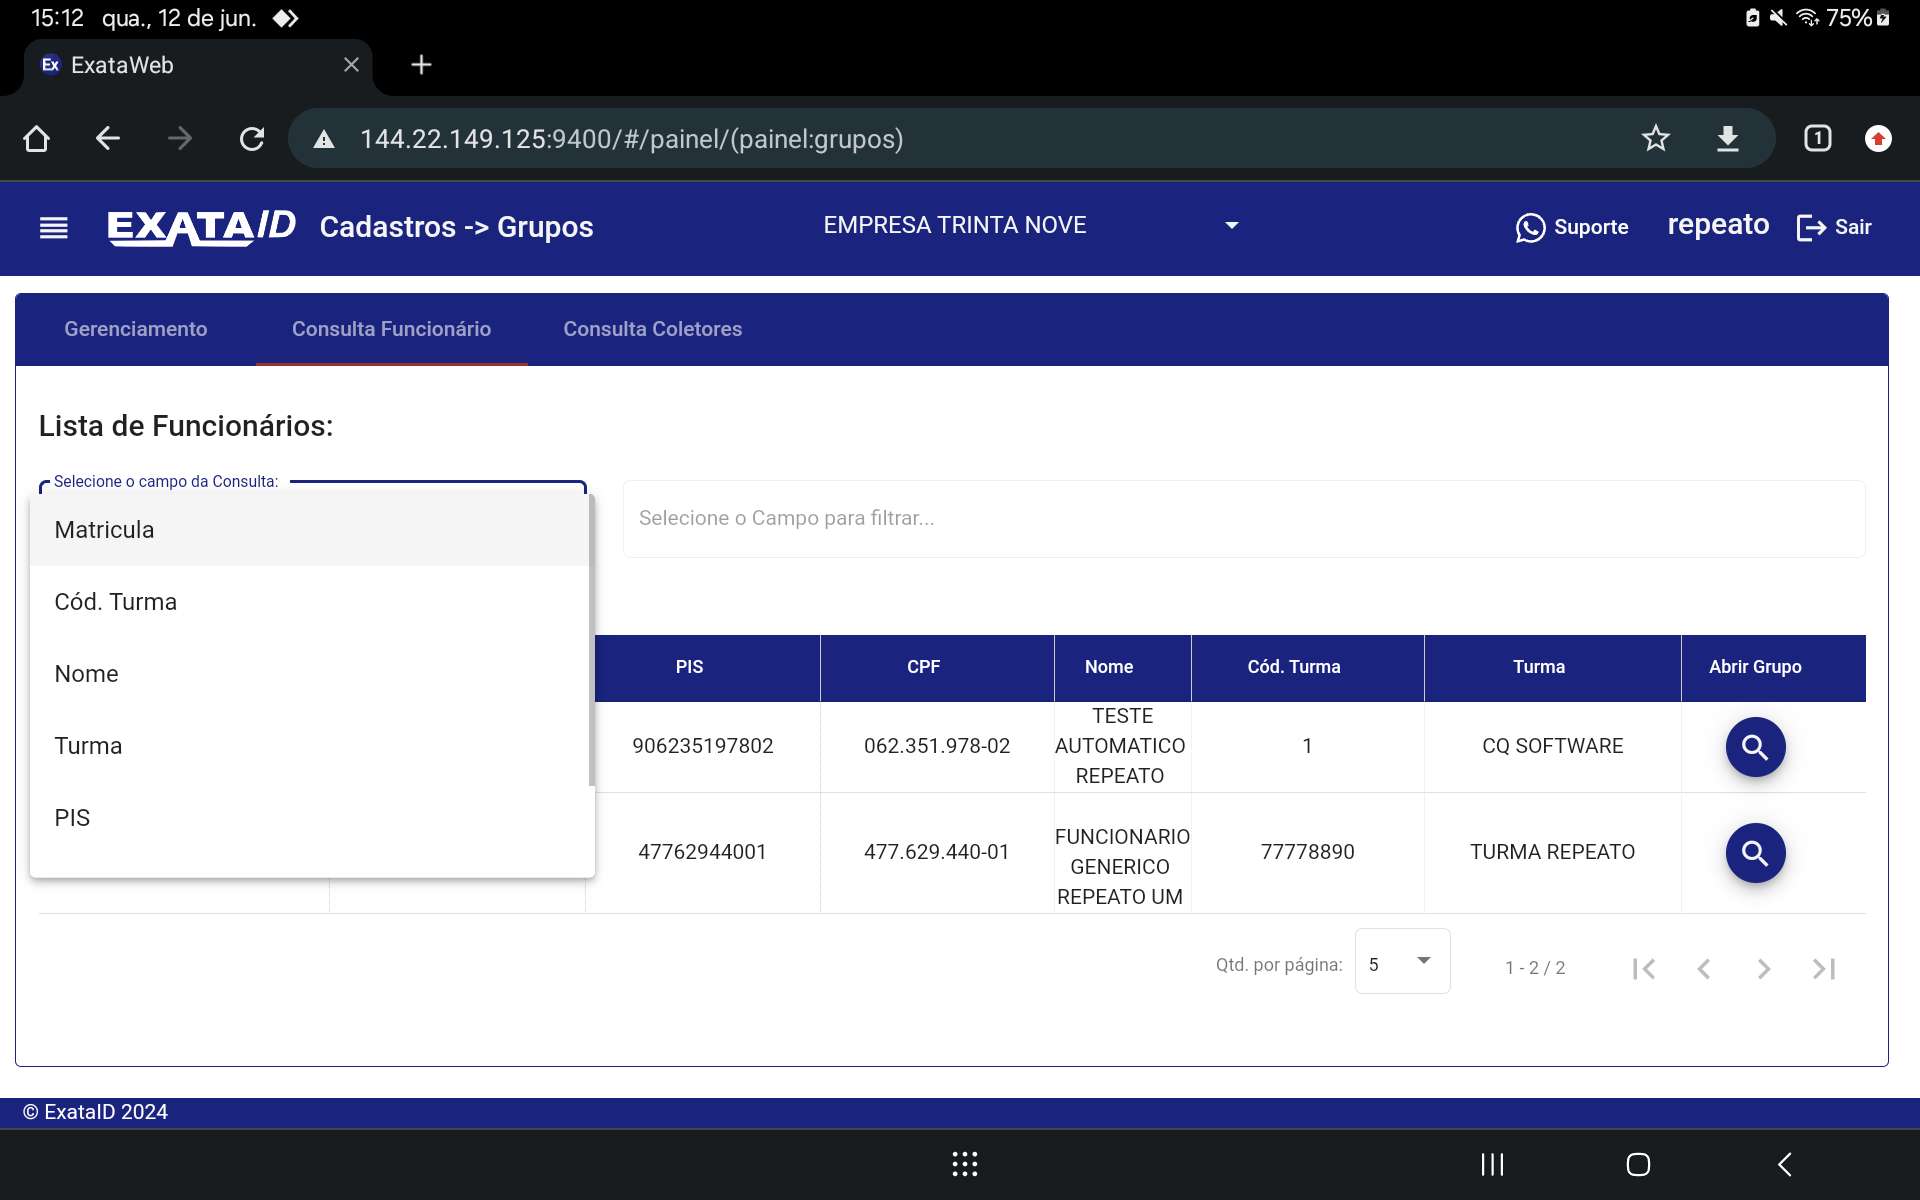 15:12 qua., 12 de jun.
75%
Ex ExataWeb
144.22.149.125:9400/#/painel/(painel:grupos)
1
EXATAID Cadastros -> Grupos EMPRESA TRINTA NOVE Suporte repeato Sair
Gerenciamento Consulta Funcionário Consulta Coletores
Lista de Funcionários:
Selecione o campo da Consulta:
Selecione o Campo para filtrar...
Matricula
Cód. Turma
Nome
Turma
PIS
PIS CPF Nome Cód. Turma Turma Abrir Grupo
906235197802 062.351.978-02 TESTE AUTOMATICO REPEATO 1 CQ SOFTWARE
47762944001 477.629.440-01 FUNCIONARIO GENERICO REPEATO UM 77778890 TURMA REPEATO
Qtd. por página: 5 1 - 2 / 2
© ExataID 2024